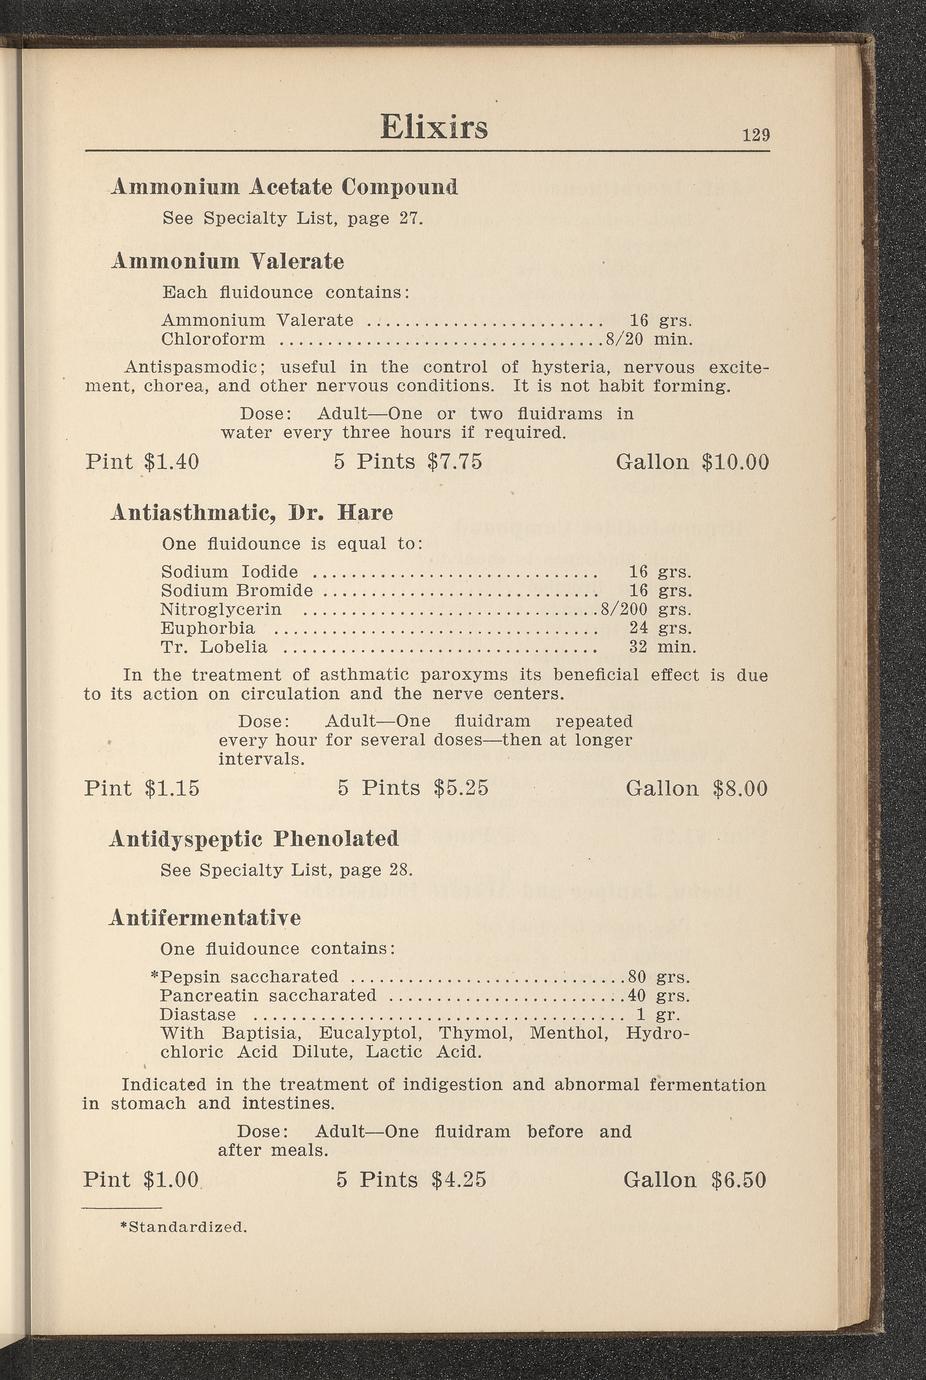 Elixirs 129
Ammonium Acetate Compound
See Specialty List, page 27.
Ammonium Valerate
Each fluidounce contains:
Ammonium Valerate ......................... 16 grs.
Chloroform ..................................8/20 min.
Antispasmodic; useful in the control of hysteria, nervous excite-
ment, chorea, and other nervous conditions. It is not habit forming.
Dose: Adult—One or two fluidrams in
water every three hours if required.
Pint $1.40 5 Pints $7.75 Gallon $10.00
Antiasthmatic, Dr. Hare
One fluidounce is equal to:
Sodium Iodide .............................. 16 grs.
Sodium Bromide ............................. 16 grs.
Nitroglycerin ...............................8/200 grs.
Euphorbia .................................. 24 grs.
Tr. Lobelia ................................. 32 min.
In the treatment of asthmatic paroxyms its beneficial effect is due
to its action on circulation and the nerve centers.
Dose: Adult—One fluidram repeated
every hour for several doses—then at longer
intervals.
Pint $1.15 5 Pints $5.25 Gallon $8.00
Antidyspeptic Phenolated
See Specialty List, page 28.
Antifermentative
One fluidounce contains:
*Pepsin saccharated .............................80 grs.
Pancreatin saccharated .........................40 grs.
Diastase ....................................... 1 gr.
With Baptisia, Eucalyptol, Thymol, Menthol, Hydro-
chloric Acid Dilute, Lactic Acid.
Indicated in the treatment of indigestion and abnormal fermentation
in stomach and intestines.
Dose: Adult—One fluidram before and
after meals.
Pint $1.00 5 Pints $4.25 Gallon $6.50
*Standardized.